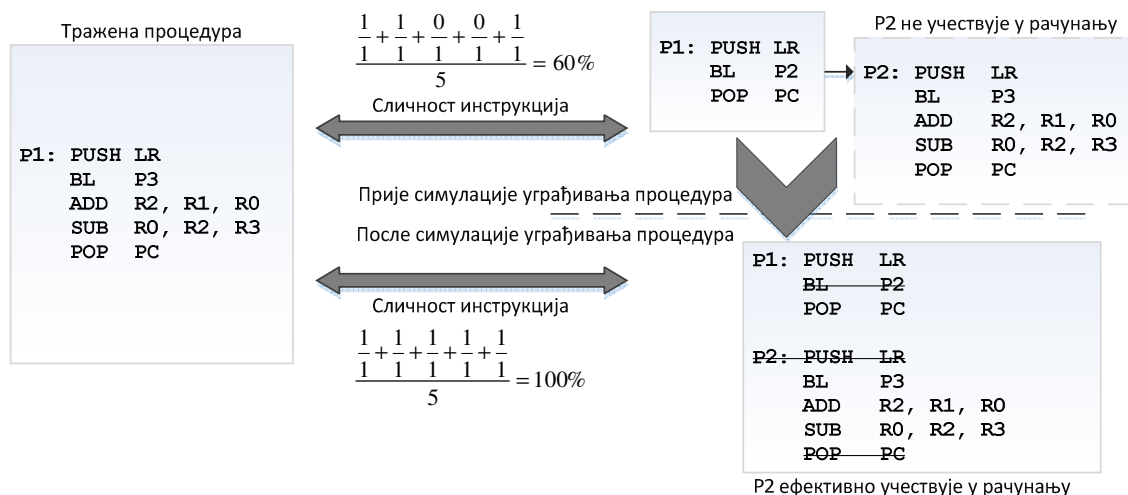 Тражена процедура
P1: PUSH LR
BL P3
ADD R2, R1, R0
SUB R0, R2, R3
POP PC
1/1 + 1/1 + 0/1 + 0/1 + 1/1
5
= 60%
Сличност инструкција
P1: PUSH LR
BL P2
POP PC
P2 не учествује у рачунању
P2: PUSH LR
BL P3
ADD R2, R1, R0
SUB R0, R2, R3
POP PC
Прије симулације уграђивања процедура
После симулације уграђивања процедура
Сличност инструкција
1/1 + 1/1 + 1/1 + 1/1 + 1/1
5
= 100%
P1: PUSH LR
BL P2
POP PC
P2: PUSH LR
BL P3
ADD R2, R1, R0
SUB R0, R2, R3
POP PC
P2 ефективно учествује у рачунању